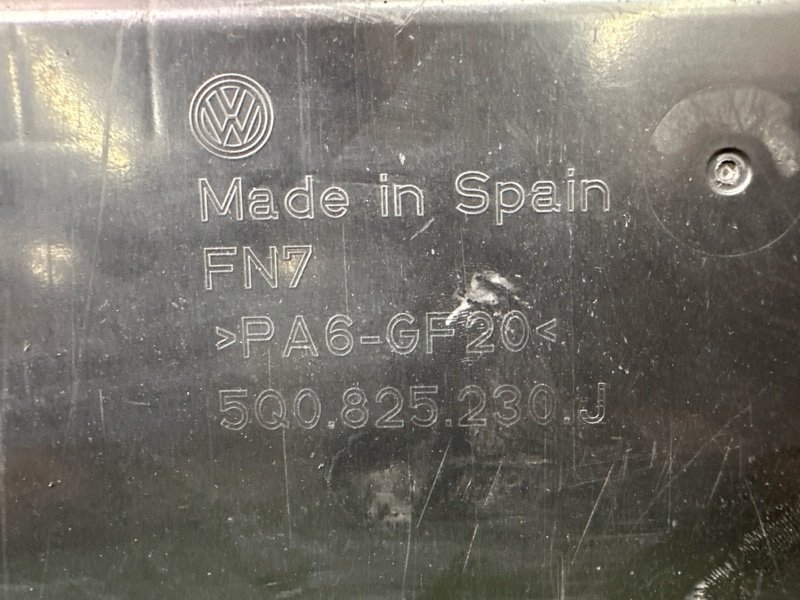 Made in Spain
FN7
>PA6-GF20<
5Q0.825.230.J